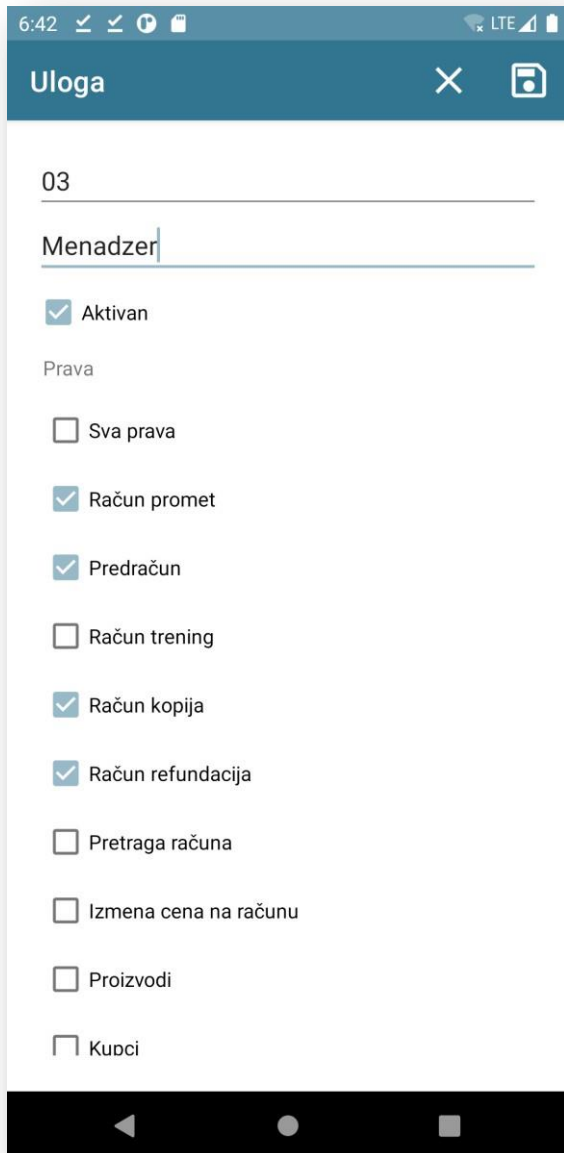 6:42 LTE
Uloga
03
Menadzer
Aktivan
Prava
Sva prava
Račun promet
Predračun
Račun trening
Račun kopija
Račun refundacija
Pretraga računa
Izmena cena na računu
Proizvodi
Kupci